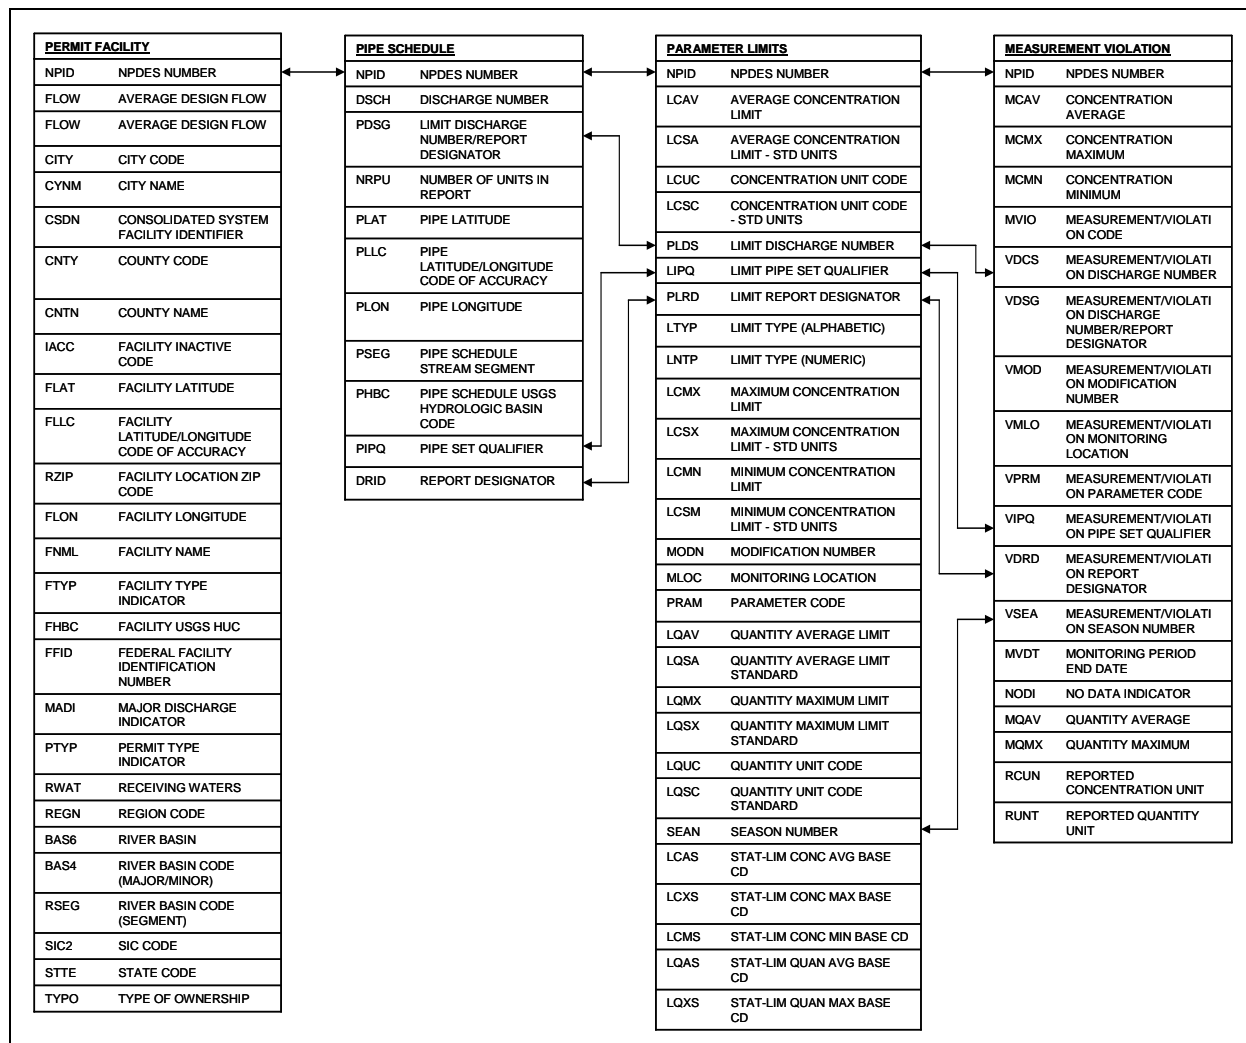 PERMIT FACILITY
NPID NPDES NUMBER
FLOW AVERAGE DESIGN FLOW
FLOW AVERAGE DESIGN FLOW
CITY CITY CODE
CYNM CITY NAME
CSDN CONSOLIDATED SYSTEM
FACILITY IDENTIFIER
CNTY COUNTY CODE
CNTN COUNTY NAME
IACC FACILITY INACTIVE
CODE
FLAT FACILITY LATITUDE
FLLC FACILITY
LATITUDE/LONGITUDE
CODE OF ACCURACY
RZIP FACILITY LOCATION ZIP
CODE
FLON FACILITY LONGITUDE
FNML FACILITY NAME
FTYP FACILITY TYPE
INDICATOR
FHBC FACILITY USGS HUC
FFID FEDERAL FACILITY
IDENTIFICATION
NUMBER
MADI MAJOR DISCHARGE
INDICATOR
PTYP PERMIT TYPE
INDICATOR
RWAT RECEIVING WATERS
REGN REGION CODE
BAS6 RIVER BASIN
BAS4 RIVER BASIN CODE
(MAJOR/MINOR)
RSEG RIVER BASIN CODE
(SEGMENT)
SIC2 SIC CODE
STTE STATE CODE
TYPO TYPE OF OWNERSHIP
PIPE SCHEDULE
NPID NPDES NUMBER
DSCH DISCHARGE NUMBER
PDSG LIMIT DISCHARGE
NUMBER/REPORT
DESIGNATOR
NRPU NUMBER OF UNITS IN
REPORT
PLAT PIPE LATITUDE
PLLC PIPE
LATITUDE/LONGITUDE
CODE OF ACCURACY
PLON PIPE LONGITUDE
PSEG PIPE SCHEDULE
STREAM SEGMENT
PHBC PIPE SCHEDULE USGS
HYDROLOGIC BASIN
CODE
PIPQ PIPE SET QUALIFIER
DRID REPORT DESIGNATOR
PARAMETER LIMITS
NPID NPDES NUMBER
LCAV AVERAGE CONCENTRATION
LIMIT
LCSA AVERAGE CONCENTRATION
LIMIT - STD UNITS
LCUC CONCENTRATION UNIT CODE
LCSC CONCENTRATION UNIT CODE
- STD UNITS
PLDS LIMIT DISCHARGE NUMBER
LIPQ LIMIT PIPE SET QUALIFIER
PLRD LIMIT REPORT DESIGNATOR
LTYP LIMIT TYPE (ALPHABETIC)
LNTP LIMIT TYPE (NUMERIC)
LCMX MAXIMUM CONCENTRATION
LIMIT
LCSX MAXIMUM CONCENTRATION
LIMIT - STD UNITS
LCMN MINIMUM CONCENTRATION
LIMIT
LCSM MINIMUM CONCENTRATION
LIMIT - STD UNITS
MODN MODIFICATION NUMBER
MLOC MONITORING LOCATION
PRAM PARAMETER CODE
LQAV QUANTITY AVERAGE LIMIT
LQSA QUANTITY AVERAGE LIMIT
STANDARD
LQMX QUANTITY MAXIMUM LIMIT
LQSX QUANTITY MAXIMUM LIMIT
STANDARD
LQUC QUANTITY UNIT CODE
LQSC QUANTITY UNIT CODE
STANDARD
SEAN SEASON NUMBER
LCAS STAT-LIM CONC AVG BASE
CD
LCXS STAT-LIM CONC MAX BASE
CD
LCMS STAT-LIM CONC MIN BASE CD
LQAS STAT-LIM QUAN AVG BASE
CD
LQXS STAT-LIM QUAN MAX BASE
CD
MEASUREMENT VIOLATION
NPID NPDES NUMBER
MCAV CONCENTRATION
AVERAGE
MCMX CONCENTRATION
MAXIMUM
MCMN CONCENTRATION
MINIMUM
MVIO MEASUREMENT/VIOLATI
ON CODE
VDCS MEASUREMENT/VIOLATI
ON DISCHARGE NUMBER
VDSG MEASUREMENT/VIOLATI
ON DISCHARGE
NUMBER/REPORT
DESIGNATOR
VMOD MEASUREMENT/VIOLATI
ON MODIFICATION
NUMBER
VMLO MEASUREMENT/VIOLATI
ON MONITORING
LOCATION
VPRM MEASUREMENT/VIOLATI
ON PARAMETER CODE
VIPQ MEASUREMENT/VIOLATI
ON PIPE SET QUALIFIER
VDRD MEASUREMENT/VIOLATI
ON REPORT
DESIGNATOR
VSEA MEASUREMENT/VIOLATI
ON SEASON NUMBER
MVDT MONITORING PERIOD
END DATE
NODI NO DATA INDICATOR
MQAV QUANTITY AVERAGE
MQMX QUANTITY MAXIMUM
RCUN REPORTED
CONCENTRATION UNIT
RUNT REPORTED QUANTITY
UNIT